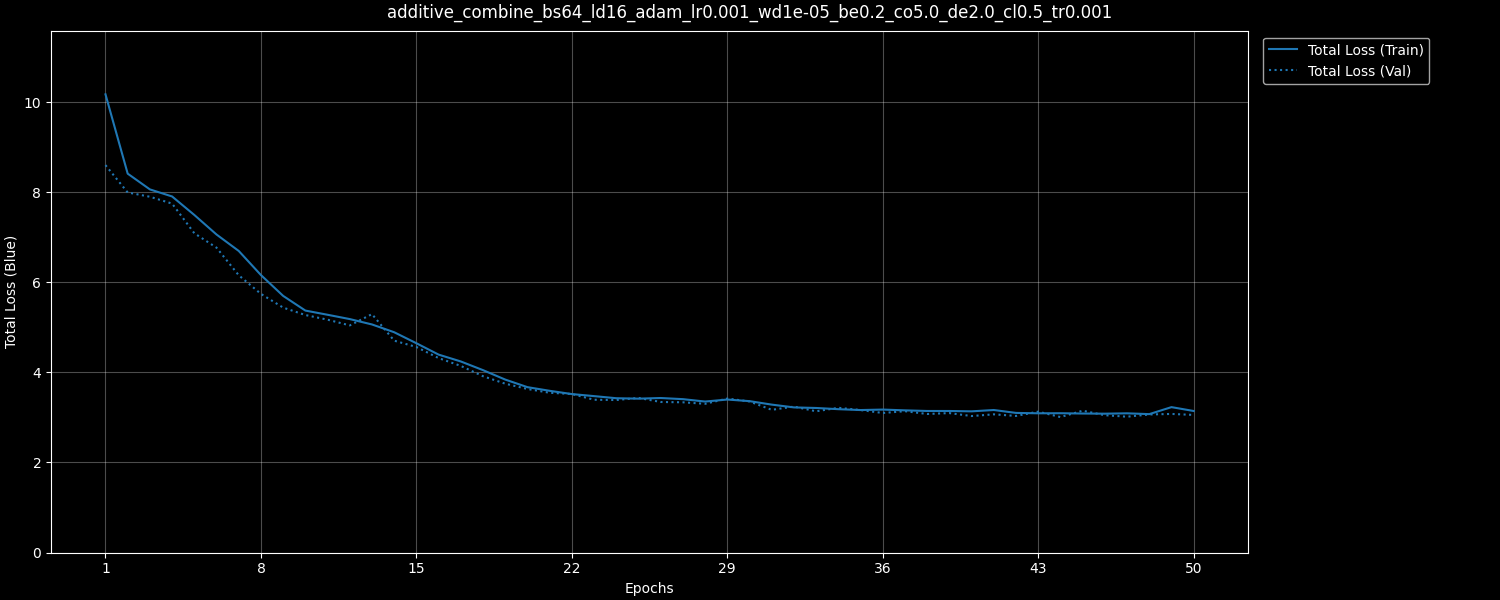 additive_combine_bs64_ld16_adam_lr0.001_wd1e-05_be0.2_co5.0_de2.0_cl0.5_tr0.001
Total Loss (Train)
Total Loss (Val)
Total Loss (Blue)
10
8
6
4
2
0
1 8 15 22 29 36 43 50
Epochs